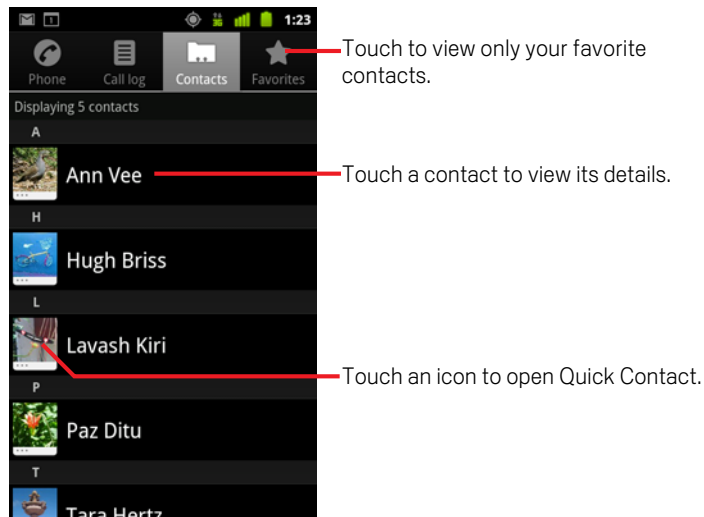 1
3G
1:23
Phone
Call log
Contacts
Favorites
Touch to view only your favorite
contacts.
Displaying 5 contacts
A
Ann Vee
Touch a contact to view its details.
H
Hugh Briss
L
Lavash Kiri
Touch an icon to open Quick Contact.
P
Paz Ditu
T
Tara Hertz